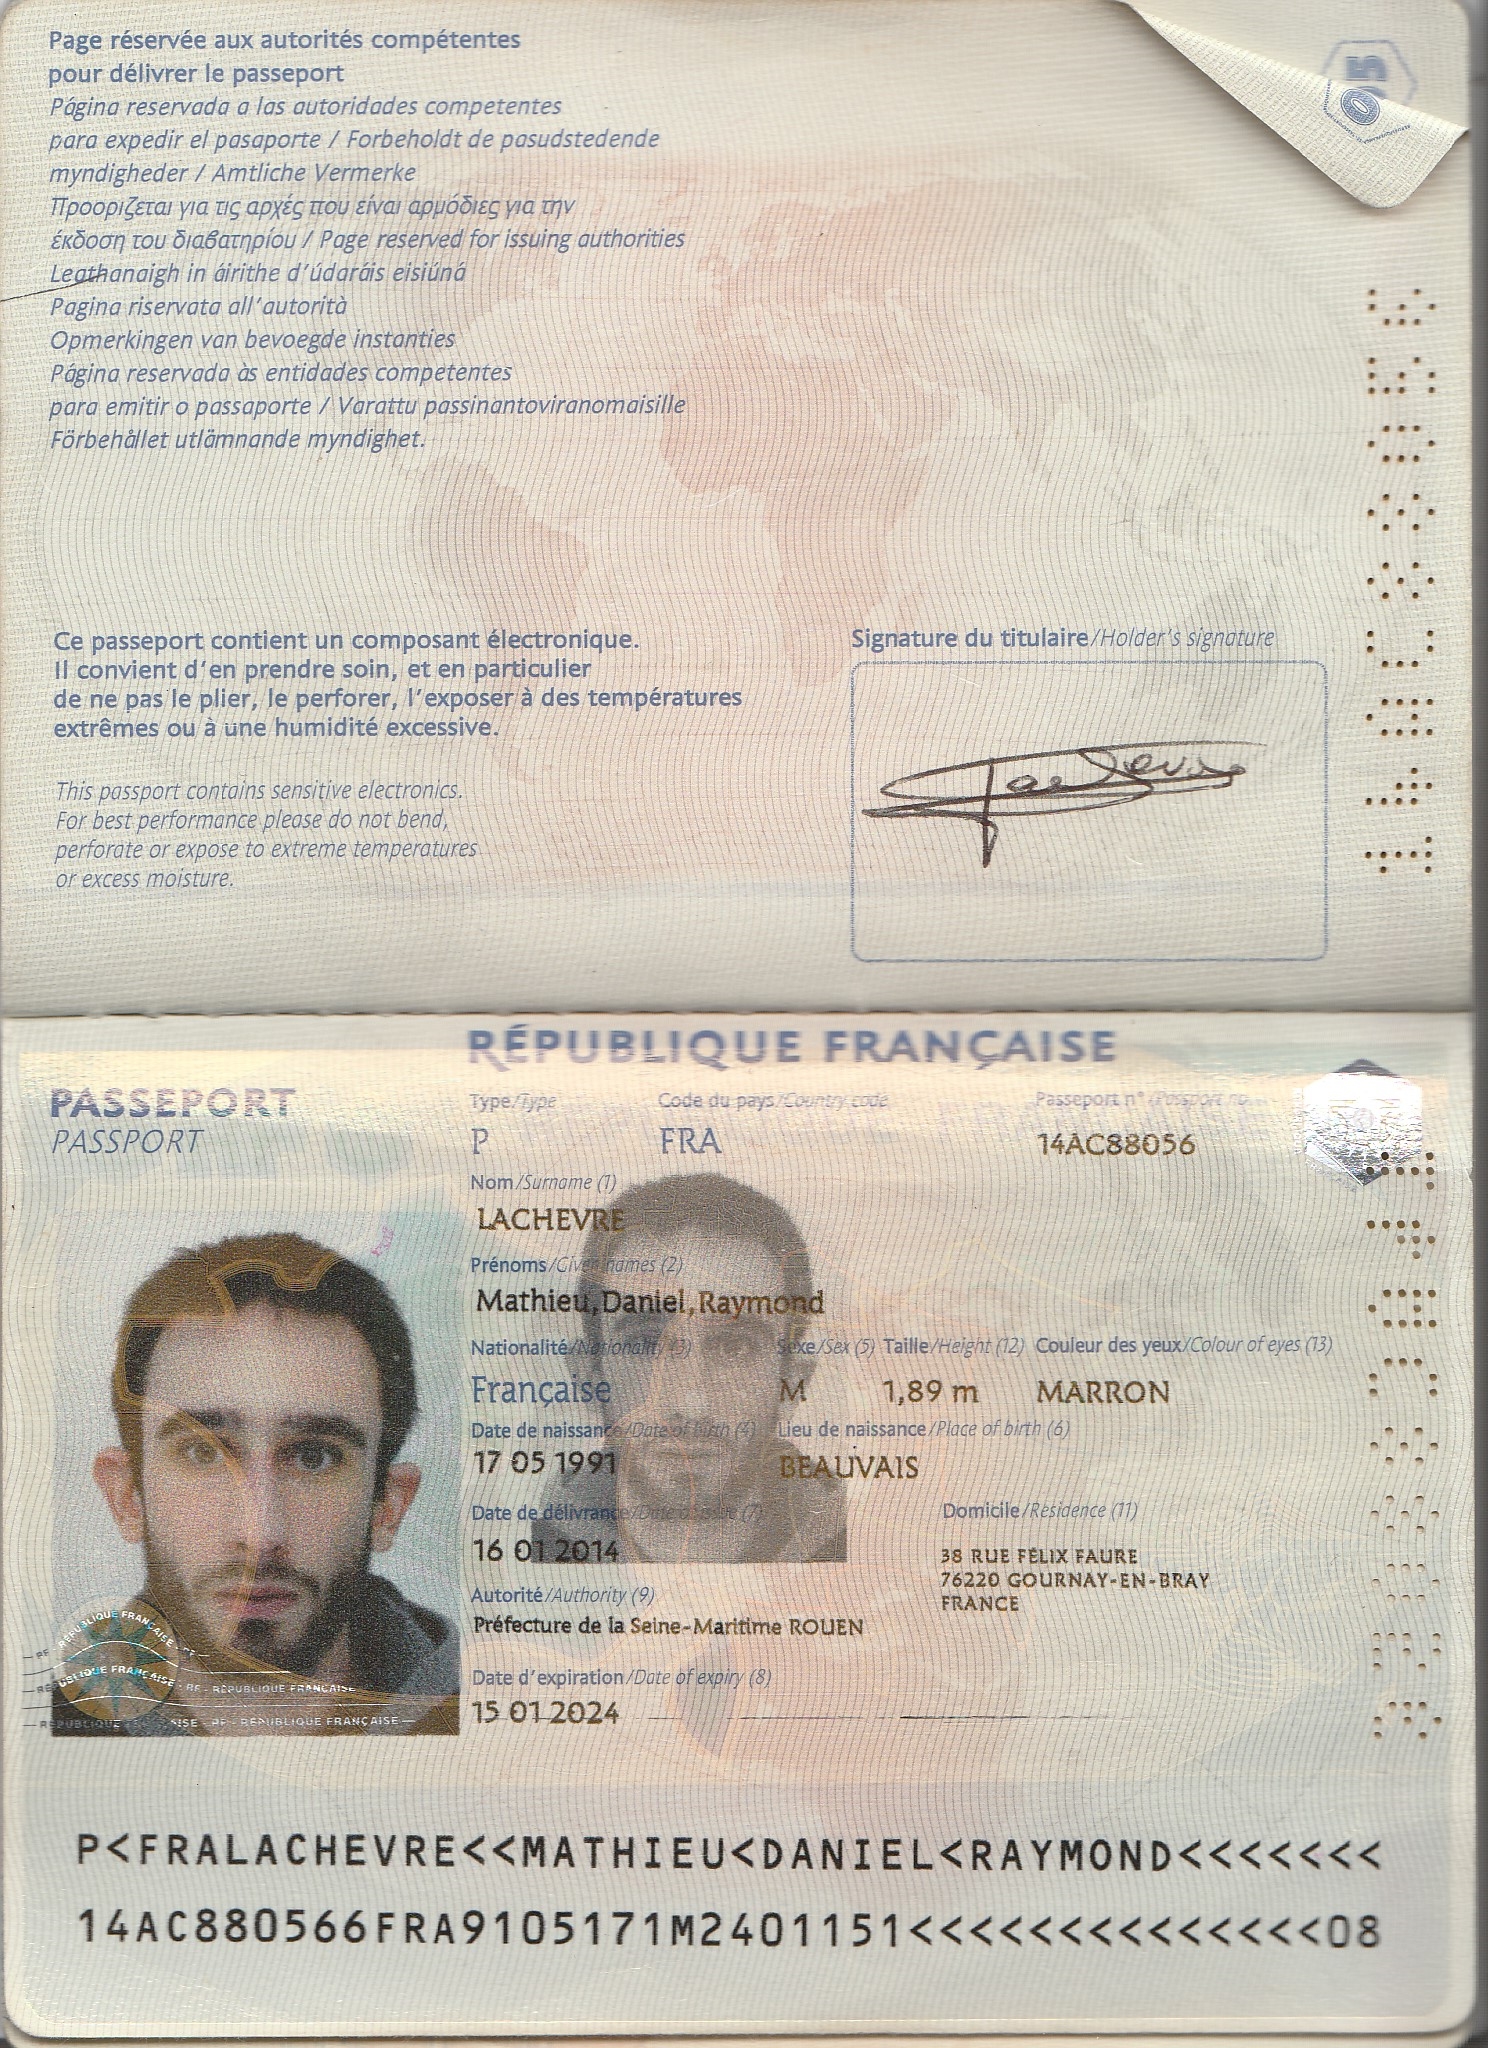 Page réservée aux autorités compétentes
pour délivrer le passeport
Página reservada a las autoridades competentes
para expedir el pasaporte / Forbeholdt de pasudstedende
myndigheder / Amtliche Vermerke
Προορίζεται για τις αρχές που είναι αρμόδιες για την
έκδοση του διαβατηρίου / Page reserved for issuing authorities
Leathanaigh in áirithe d'údaráis eisiúná
Pagina riservata all'autorità
Opmerkingen van bevoegde instanties
Página reservada às entidades competentes
para emitir o passaporte / Varattu passinantoviranomaisille
Förbehållet utlämnande myndighet.
Ce passeport contient un composant électronique.
Il convient d'en prendre soin, et en particulier
de ne pas le plier, le perforer, l'exposer à des températures
extrêmes ou à une humidité excessive.
This passport contains sensitive electronics.
For best performance please do not bend,
perforate or expose to extreme temperatures
or excess moisture.
Signature du titulaire/Holder's signature
14AC88056
RÉPUBLIQUE FRANÇAISE
PASSEPORT
PASSPORT
Type/Type Code du pays/Country code Passeport n°/Passport no
P FRA 14AC88056
Nom/Surname (1)
LACHEVRE
Prénoms/Given names (2)
Mathieu,Daniel,Raymond
Nationalité/Nationality (3) Sexe/Sex (5) Taille/Height (12) Couleur des yeux/Colour of eyes (13)
Française M 1,89 m MARRON
Date de naissance/Date of birth (4) Lieu de naissance/Place of birth (6)
17 05 1991 BEAUVAIS
Date de délivrance/Date of issue (7) Domicile/Residence (11)
16 01 2014
38 RUE FÉLIX FAURE
76220 GOURNAY-EN-BRAY
FRANCE
Autorité/Authority (9)
Préfecture de la Seine-Maritime ROUEN
Date d'expiration/Date of expiry (8)
15 01 2024
RÉPUBLIQUE FRANÇAISE - RF -
RÉPUBLIQUE FRANÇAISE - RF - RÉPUBLIQUE FRANÇAISE
RÉPUBLIQUE FRANÇAISE - RF - RÉPUBLIQUE FRANÇAISE
14AC88056
P<FRALACHEVRE<<MATHIEU<DANIEL<RAYMOND<<<<<<<
14AC880566FRA9105171M2401151<<<<<<<<<<<<<<08